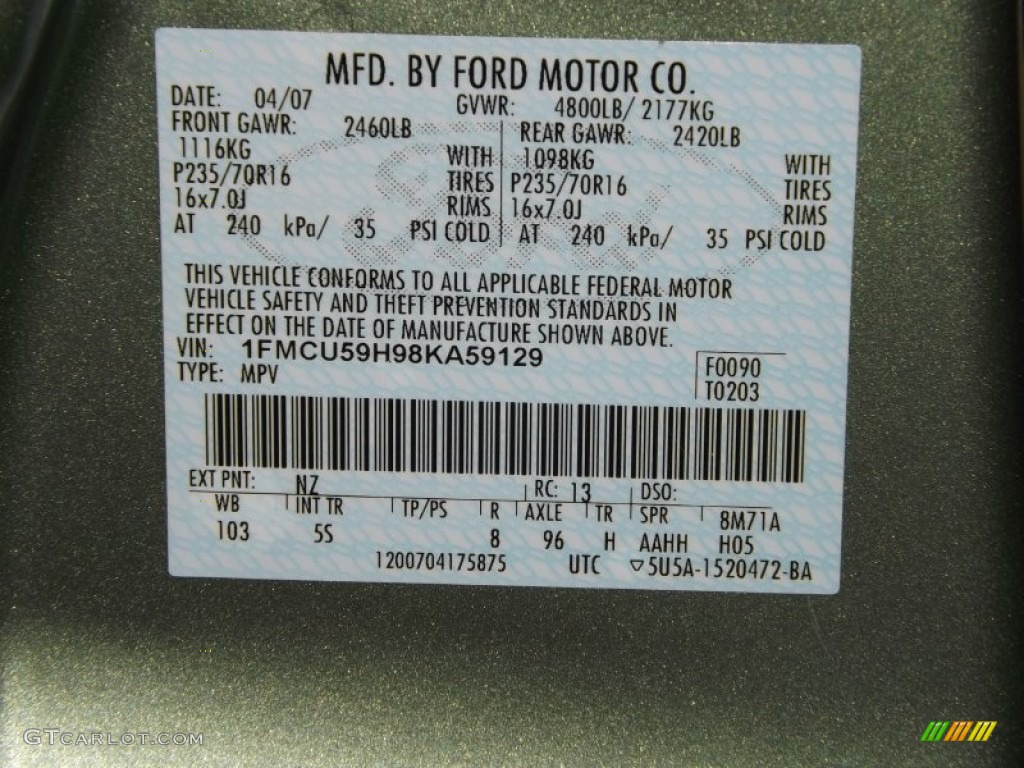 MFD. BY FORD MOTOR CO.
DATE: 04/07 GVWR: 4800LB/ 2177KG
FRONT GAWR: 2460LB REAR GAWR: 2420LB
1116KG WITH 1098KG WITH
P235/70R16 TIRES P235/70R16 TIRES
16x7.0J RIMS 16x7.0J RIMS
AT 240 kPa/ 35 PSI COLD AT 240 kPa/ 35 PSI COLD
THIS VEHICLE CONFORMS TO ALL APPLICABLE FEDERAL MOTOR
VEHICLE SAFETY AND THEFT PREVENTION STANDARDS IN
EFFECT ON THE DATE OF MANUFACTURE SHOWN ABOVE.
VIN: 1FMCU59H98KA59129
TYPE: MPV
F0090
T0203
EXT PNT: NZ RC: 13 DSO:
WB INT TR TP/PS R AXLE TR SPR 8M71A
103 5S 8 96 H AAHH H05
1200704175875 UTC ▽5U5A-1520472-BA
GTCARLOT.COM